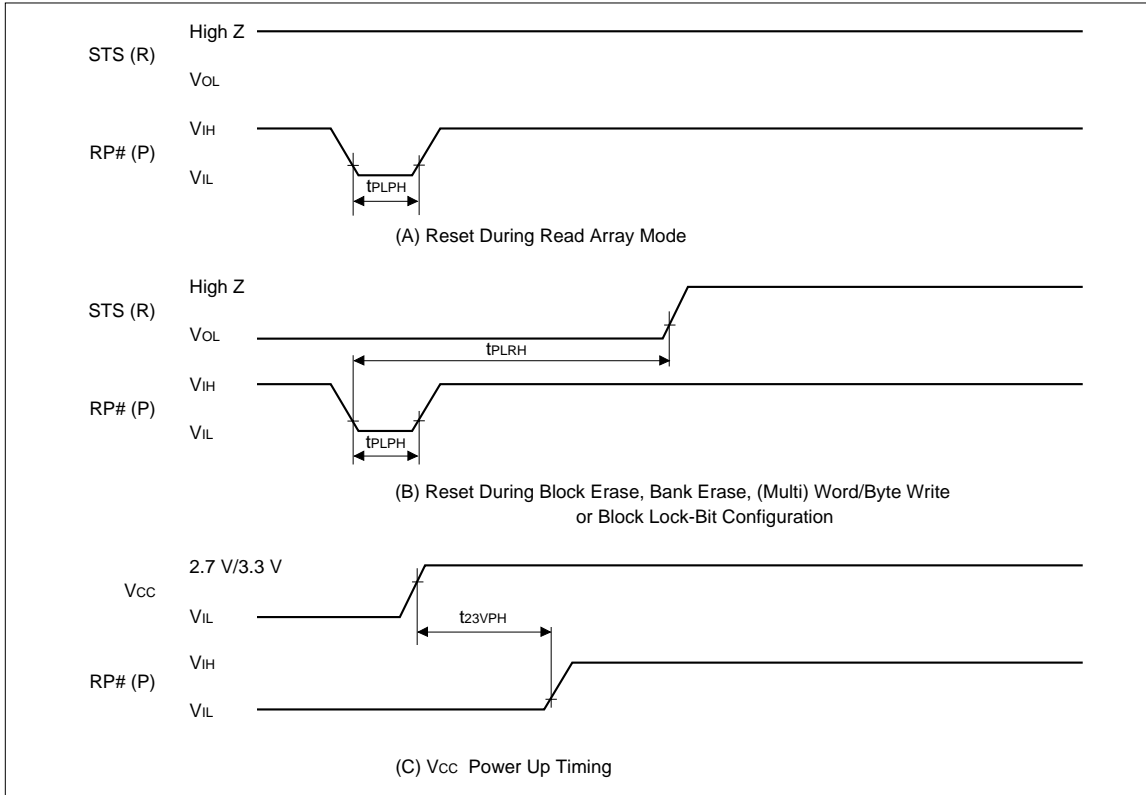 High Z
STS (R)
VOL
VIH
RP# (P)
VIL
tPLPH
(A) Reset During Read Array Mode
High Z
STS (R)
VOL
tPLRH
VIH
RP# (P)
VIL
tPLPH
(B) Reset During Block Erase, Bank Erase, (Multi) Word/Byte Write
or Block Lock-Bit Configuration
2.7 V/3.3 V
VCC
VIL
t23VPH
VIH
RP# (P)
VIL
(C) VCC Power Up Timing